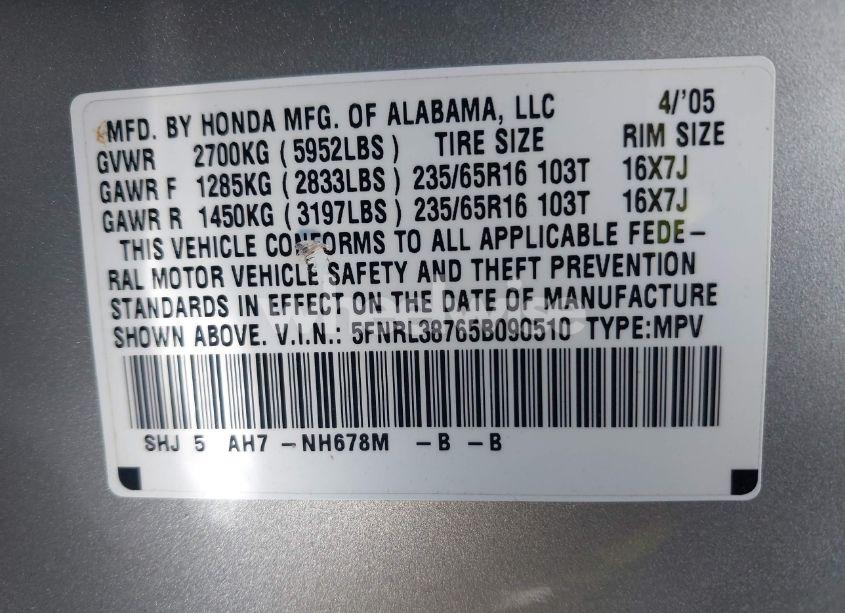 MFD. BY HONDA MFG. OF ALABAMA, LLC 4/'05
GVWR 2700KG ( 5952LBS ) TIRE SIZE RIM SIZE
GAWR F 1285KG ( 2833LBS ) 235/65R16 103T 16X7J
GAWR R 1450KG ( 3197LBS ) 235/65R16 103T 16X7J
THIS VEHICLE CONFORMS TO ALL APPLICABLE FEDE-
RAL MOTOR VEHICLE SAFETY AND THEFT PREVENTION
STANDARDS IN EFFECT ON THE DATE OF MANUFACTURE
wheelwise
SHOWN ABOVE. V.I.N.: 5FNRL38765B090510 TYPE:MPV
SHJ 5 AH7 -NH678M -B -B